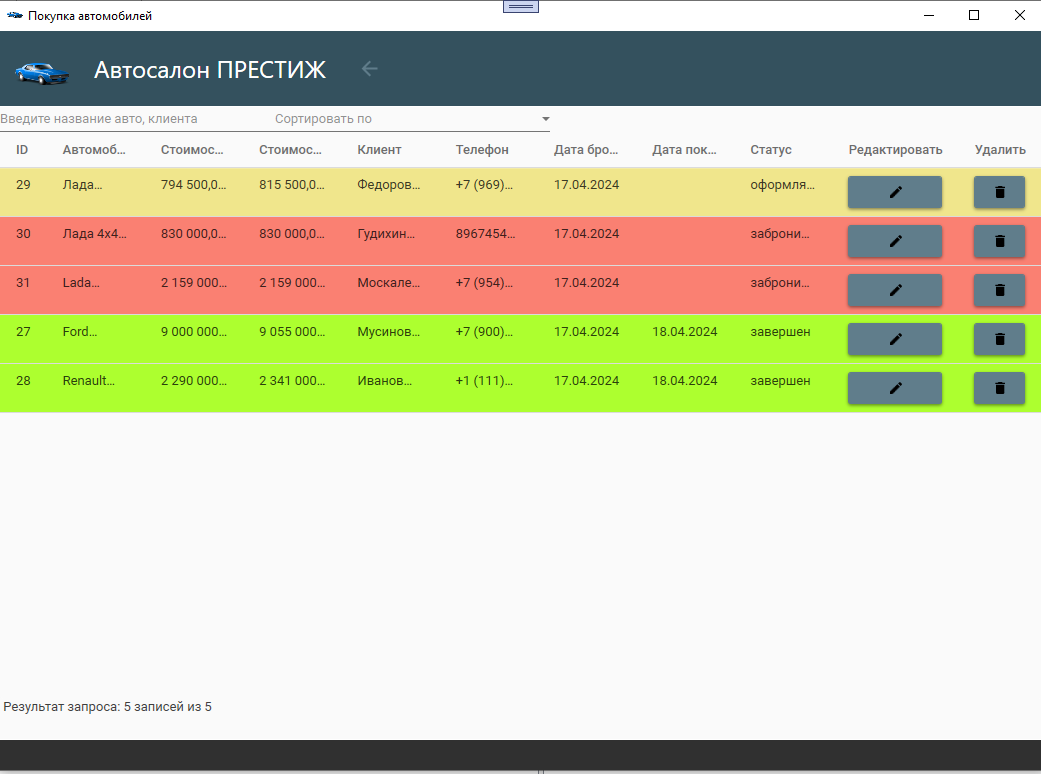 Покупка автомобилей
Автосалон ПРЕСТИЖ
Введите название авто, клиента Сортировать по
ID Автомоб... Стоимос... Стоимос... Клиент Телефон Дата бро... Дата пок... Статус Редактировать Удалить
29 Лада... 794 500,0... 815 500,0... Федоров... +7 (969)... 17.04.2024 оформля...
30 Лада 4x4... 830 000,0... 830 000,0... Гудихин... 8967454... 17.04.2024 заброни...
31 Lada... 2 159 000... 2 159 000... Москале... +7 (954)... 17.04.2024 заброни...
27 Ford... 9 000 000... 9 055 000... Мусинов... +7 (900)... 17.04.2024 18.04.2024 завершен
28 Renault... 2 290 000... 2 341 000... Иванов... +1 (111)... 17.04.2024 18.04.2024 завершен
Результат запроса: 5 записей из 5